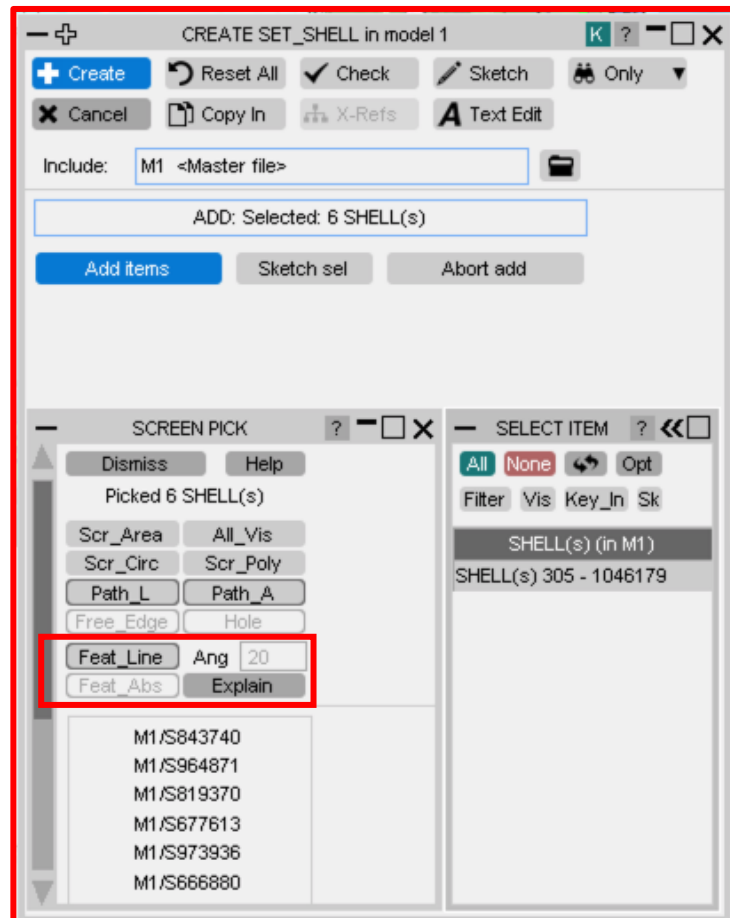 CREATE SET_SHELL in model 1 K ?
Create Reset All Check Sketch Only
Cancel Copy In X-Refs A Text Edit
Include: M1 <Master file>
ADD: Selected: 6 SHELL(s)
Add items Sketch sel Abort add
SCREEN PICK ?
Dismiss Help
Picked 6 SHELL(s)
Scr_Area All_Vis
Scr_Circ Scr_Poly
Path_L Path_A
Free_Edge Hole
Feat_Line Ang 20
Feat_Abs Explain
M1/S843740
M1/S964871
M1/S819370
M1/S677613
M1/S973936
M1/S666880
SELECT ITEM ?
All None Opt
Filter Vis Key_In Sk
SHELL(s) (in M1)
SHELL(s) 305 - 1046179